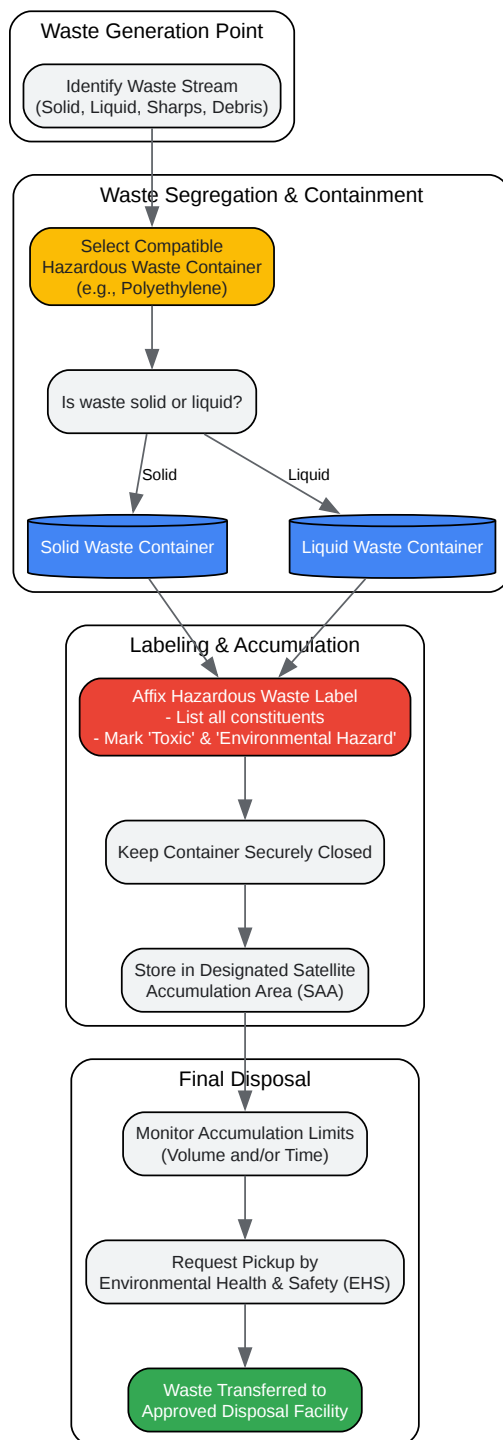 Waste Generation Point
Identify Waste Stream
(Solid, Liquid, Sharps, Debris)
Waste Segregation & Containment
Select Compatible
Hazardous Waste Container
(e.g., Polyethylene)
Is waste solid or liquid?
Solid
Liquid
Solid Waste Container
Liquid Waste Container
Labeling & Accumulation
Affix Hazardous Waste Label
- List all constituents
- Mark 'Toxic' & 'Environmental Hazard'
Keep Container Securely Closed
Store in Designated Satellite
Accumulation Area (SAA)
Final Disposal
Monitor Accumulation Limits
(Volume and/or Time)
Request Pickup by
Environmental Health & Safety (EHS)
Waste Transferred to
Approved Disposal Facility